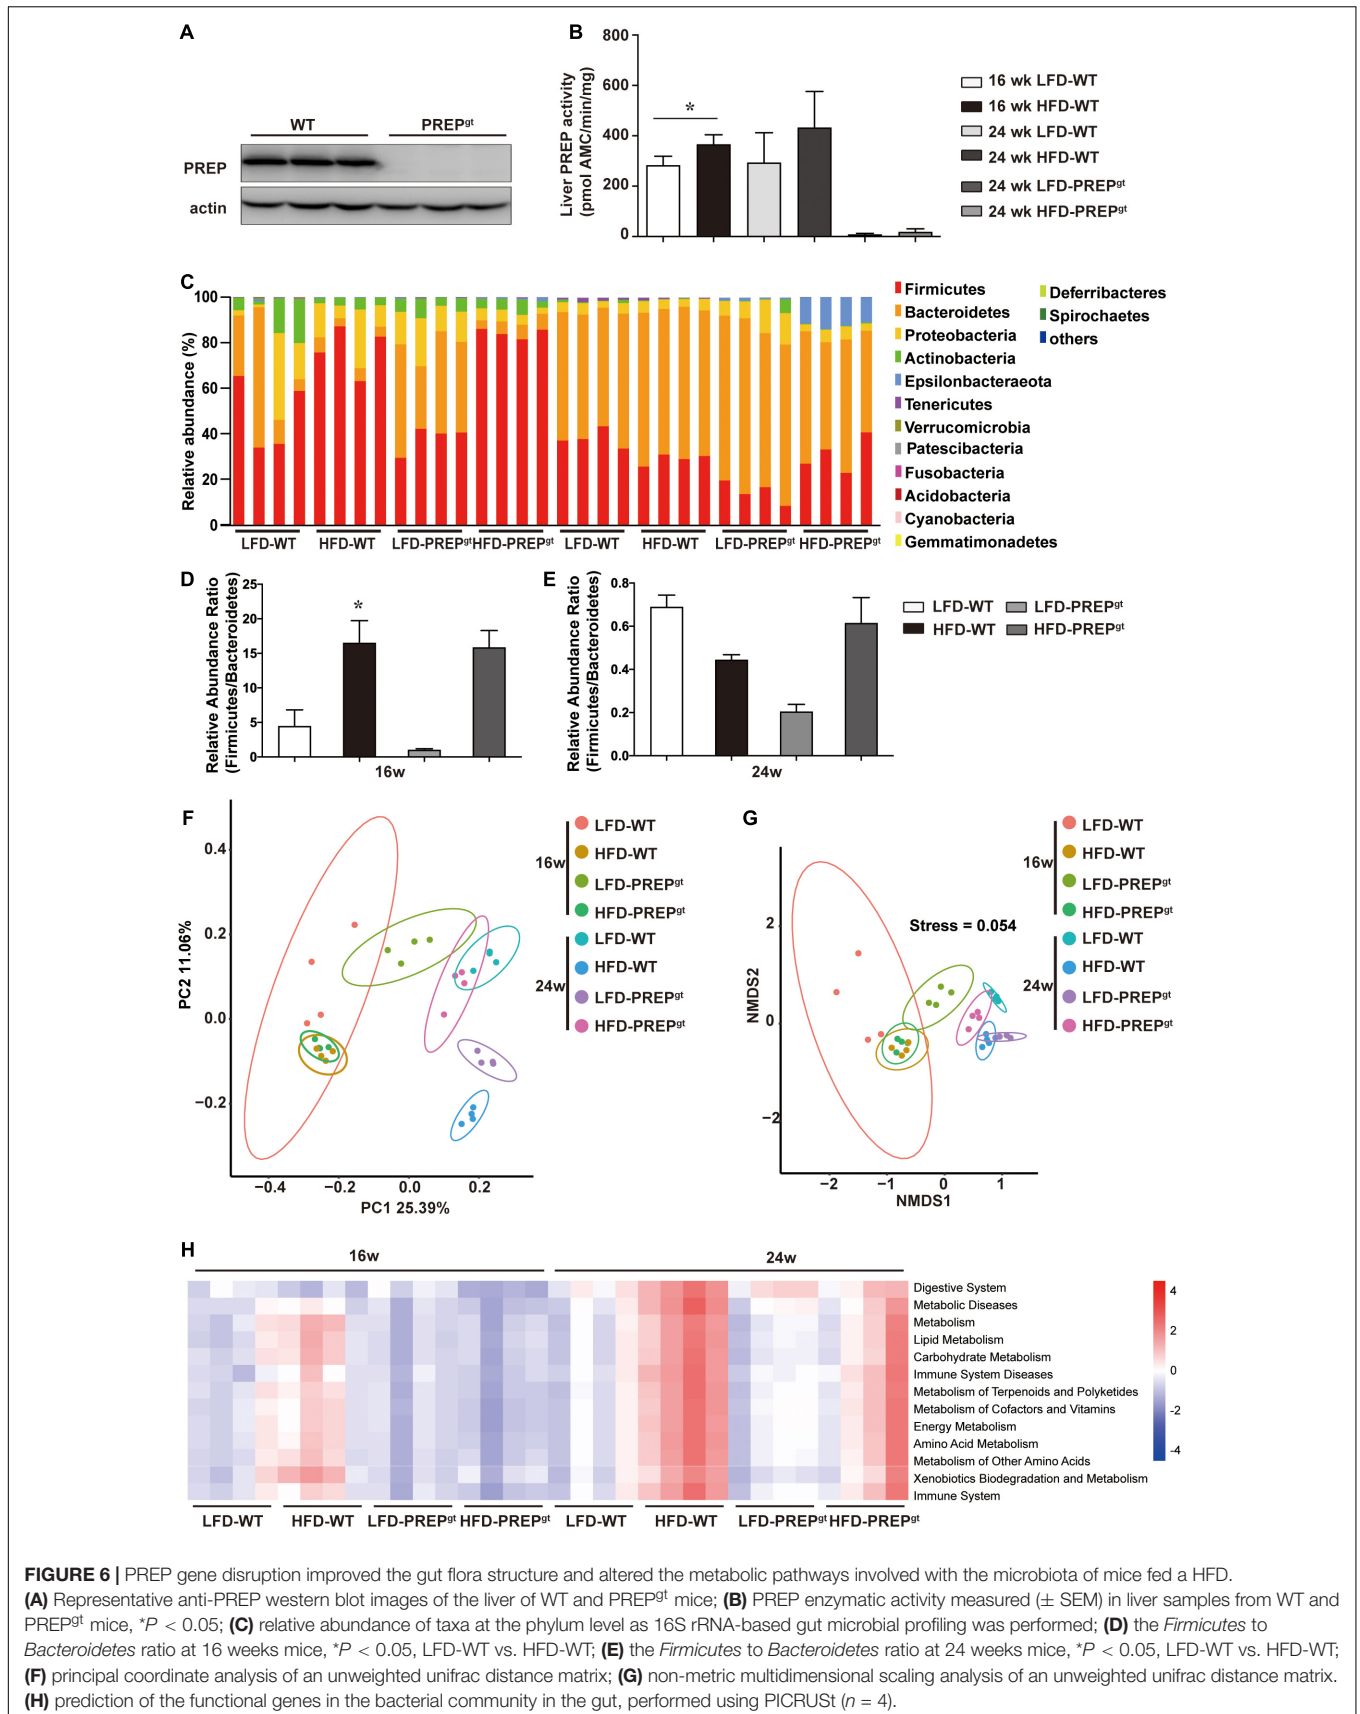 A
WT
PREPgt
PREP
actin
B
Liver PREP activity
(pmol AMC/min/mg)
800
600
400
200
0
*
16 wk LFD-WT
16 wk HFD-WT
24 wk LFD-WT
24 wk HFD-WT
24 wk LFD-PREPgt
24 wk HFD-PREPgt
C
Relative abundance (%)
100
80
60
40
20
0
LFD-WT HFD-WT LFD-PREPgt HFD-PREPgt LFD-WT HFD-WT LFD-PREPgt HFD-PREPgt
Firmicutes
Bacteroidetes
Proteobacteria
Actinobacteria
Epsilonbacteraeota
Tenericutes
Verrucomicrobia
Patescibacteria
Fusobacteria
Acidobacteria
Cyanobacteria
Gemmatimonadetes
Deferribacteres
Spirochaetes
others
D
Relative Abundance Ratio
(Firmicutes/Bacteroidetes)
25
20
15
10
5
0
*
16w
E
Relative Abundance Ratio
(Firmicutes/Bacteroidetes)
0.8
0.6
0.4
0.2
0.0
24w
LFD-WT LFD-PREPgt
HFD-WT HFD-PREPgt
F
PC2 11.06%
0.4
0.2
0.0
−0.2
−0.4 −0.2 0.0 0.2
PC1 25.39%
16w
LFD-WT
HFD-WT
LFD-PREPgt
HFD-PREPgt
24w
LFD-WT
HFD-WT
LFD-PREPgt
HFD-PREPgt
G
Stress = 0.054
NMDS2
2
0
−2
−2 −1 0 1
NMDS1
16w
LFD-WT
HFD-WT
LFD-PREPgt
HFD-PREPgt
24w
LFD-WT
HFD-WT
LFD-PREPgt
HFD-PREPgt
H
16w 24w
Digestive System
Metabolic Diseases
Metabolism
Lipid Metabolism
Carbohydrate Metabolism
Immune System Diseases
Metabolism of Terpenoids and Polyketides
Metabolism of Cofactors and Vitamins
Energy Metabolism
Amino Acid Metabolism
Metabolism of Other Amino Acids
Xenobiotics Biodegradation and Metabolism
Immune System
4
2
0
-2
-4
LFD-WT HFD-WT LFD-PREPgt HFD-PREPgt LFD-WT HFD-WT LFD-PREPgt HFD-PREPgt
FIGURE 6 | PREP gene disruption improved the gut flora structure and altered the metabolic pathways involved with the microbiota of mice fed a HFD.
(A) Representative anti-PREP western blot images of the liver of WT and PREPgt mice; (B) PREP enzymatic activity measured (± SEM) in liver samples from WT and
PREPgt mice, *P < 0.05; (C) relative abundance of taxa at the phylum level as 16S rRNA-based gut microbial profiling was performed; (D) the Firmicutes to
Bacteroidetes ratio at 16 weeks mice, *P < 0.05, LFD-WT vs. HFD-WT; (E) the Firmicutes to Bacteroidetes ratio at 24 weeks mice, *P < 0.05, LFD-WT vs. HFD-WT;
(F) principal coordinate analysis of an unweighted unifrac distance matrix; (G) non-metric multidimensional scaling analysis of an unweighted unifrac distance matrix.
(H) prediction of the functional genes in the bacterial community in the gut, performed using PICRUSt (n = 4).